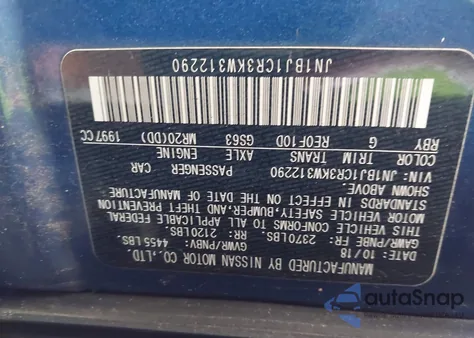 MANUFACTURED BY NISSAN MOTOR CO.,LTD.
DATE: 10/18 GVWR/PNBV: 4455 LBS.
GAWR/PNBE FR: 2370LBS. RR: 2120LBS.
THIS VEHICLE CONFORMS TO ALL APPLICABLE FEDERAL
MOTOR VEHICLE SAFETY, BUMPER, AND THEFT PREVENTION
STANDARDS IN EFFECT ON THE DATE OF MANUFACTURE
SHOWN ABOVE.
VIN: JN1BJ1CR3KW312290 PASSENGER CAR
COLOR TRIM TRANS AXLE ENGINE
RBY G RE0F10D GS63 MR20(DD) 1997CC
JN1BJ1CR3KW312290
autoSnap